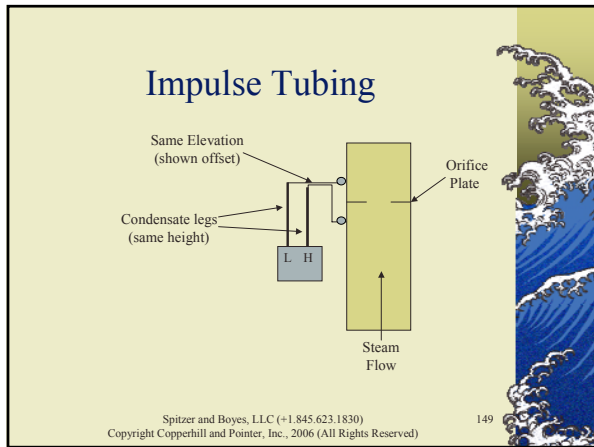 Impulse Tubing
Same Elevation
(shown offset)
Orifice
Plate
Condensate legs
(same height)
L H
Steam
Flow
Spitzer and Boyes, LLC (+1.845.623.1830)
Copyright Copperhill and Pointer, Inc., 2006 (All Rights Reserved)
149